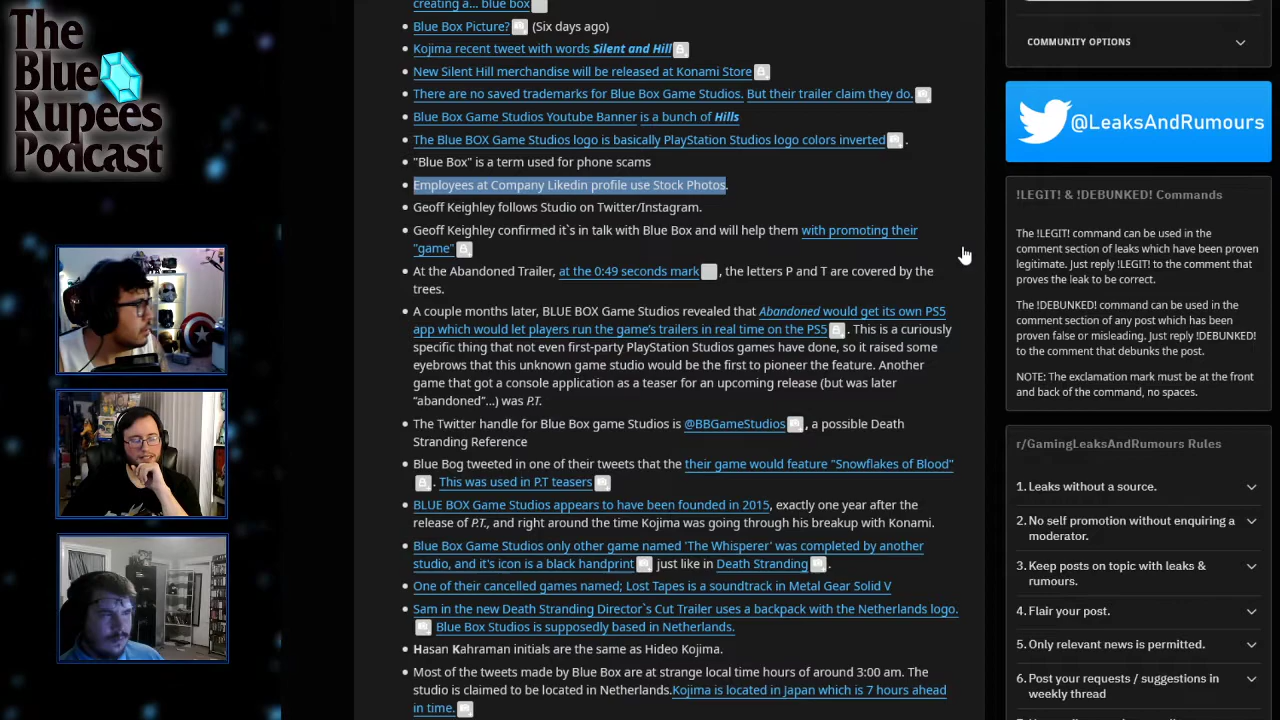 The
Blue
Rupees
Podcast
creating a... blue box
Blue Box Picture? (Six days ago)
Kojima recent tweet with words Silent and Hill
New Silent Hill merchandise will be released at Konami Store
There are no saved trademarks for Blue Box Game Studios. But their trailer claim they do.
Blue Box Game Studios Youtube Banner is a bunch of Hills
The Blue BOX Game Studios logo is basically PlayStation Studios logo colors inverted .
"Blue Box" is a term used for phone scams
Employees at Company Likedin profile use Stock Photos.
Geoff Keighley follows Studio on Twitter/Instagram.
Geoff Keighley confirmed it`s in talk with Blue Box and will help them with promoting their
"game"
At the Abandoned Trailer, at the 0:49 seconds mark , the letters P and T are covered by the
trees.
A couple months later, BLUE BOX Game Studios revealed that Abandoned would get its own PS5
app which would let players run the game's trailers in real time on the PS5 . This is a curiously
specific thing that not even first-party PlayStation Studios games have done, so it raised some
eyebrows that this unknown game studio would be the first to pioneer the feature. Another
game that got a console application as a teaser for an upcoming release (but was later
"abandoned"...) was P.T.
The Twitter handle for Blue Box game Studios is @BBGameStudios , a possible Death
Stranding Reference
Blue Bog tweeted in one of their tweets that the their game would feature "Snowflakes of Blood"
. This was used in P.T teasers
BLUE BOX Game Studios appears to have been founded in 2015, exactly one year after the
release of P.T., and right around the time Kojima was going through his breakup with Konami.
Blue Box Game Studios only other game named 'The Whisperer' was completed by another
studio, and it's icon is a black handprint just like in Death Stranding .
One of their cancelled games named; Lost Tapes is a soundtrack in Metal Gear Solid V
Sam in the new Death Stranding Director`s Cut Trailer uses a backpack with the Netherlands logo.
Blue Box Studios is supposedly based in Netherlands.
Hasan Kahraman initials are the same as Hideo Kojima.
Most of the tweets made by Blue Box are at strange local time hours of around 3:00 am. The
studio is claimed to be located in Netherlands.Kojima is located in Japan which is 7 hours ahead
in time.
COMMUNITY OPTIONS
@LeaksAndRumours
!LEGIT! & !DEBUNKED! Commands
The !LEGIT! command can be used in the
comment section of leaks which have been proven
legitimate. Just reply !LEGIT! to the comment that
proves the leak to be correct.
The !DEBUNKED! command can be used in the
comment section of any post which has been
proven false or misleading. Just reply !DEBUNKED!
to the comment that debunks the post.
NOTE: The exclamation mark must be at the front
and back of the command, no spaces.
r/GamingLeaksAndRumours Rules
1. Leaks without a source.
2. No self promotion without enquiring a
moderator.
3. Keep posts on topic with leaks &
rumours.
4. Flair your post.
5. Only relevant news is permitted.
6. Post your requests / suggestions in
weekly thread